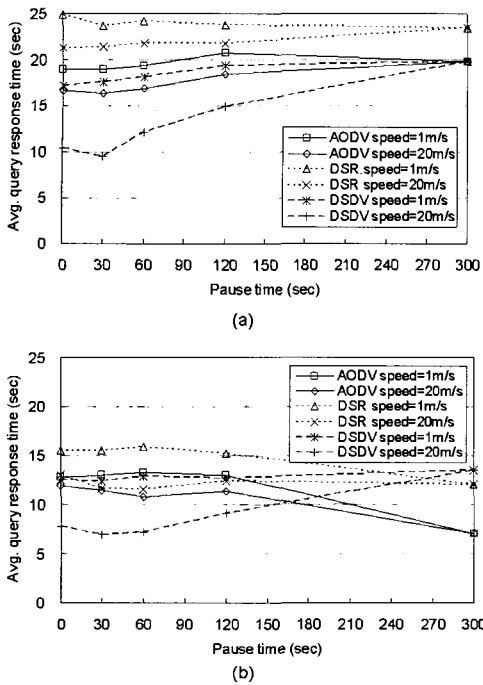 25
20
15
10
5
0
Avg. query response time (sec)
AODV speed=1m/s
AODV speed=20m/s
DSR. speed=1m/s
DSR speed=20m/s
DSDV speed=1m/s
DSDV speed=20m/s
0 30 60 90 120 150 180 210 240 270 300
Pause time (sec)
(a)
25
20
15
10
5
0
Avg. query response time (sec)
AODV speed=1m/s
AODV speed=20m/s
DSR speed=1m/s
DSR speed=20m/s
DSDV speed=1m/s
DSDV speed=20m/s
0 30 60 90 120 150 180 210 240 270 300
Pause time (sec)
(b)